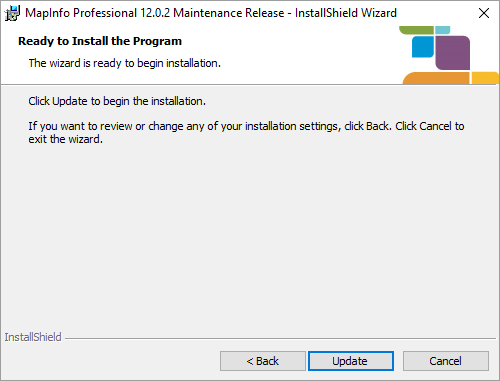 MapInfo Professional 12.0.2 Maintenance Release - InstallShield Wizard
Ready to Install the Program
The wizard is ready to begin installation.
Click Update to begin the installation.
If you want to review or change any of your installation settings, click Back. Click Cancel to
exit the wizard.
InstallShield
< Back Update Cancel